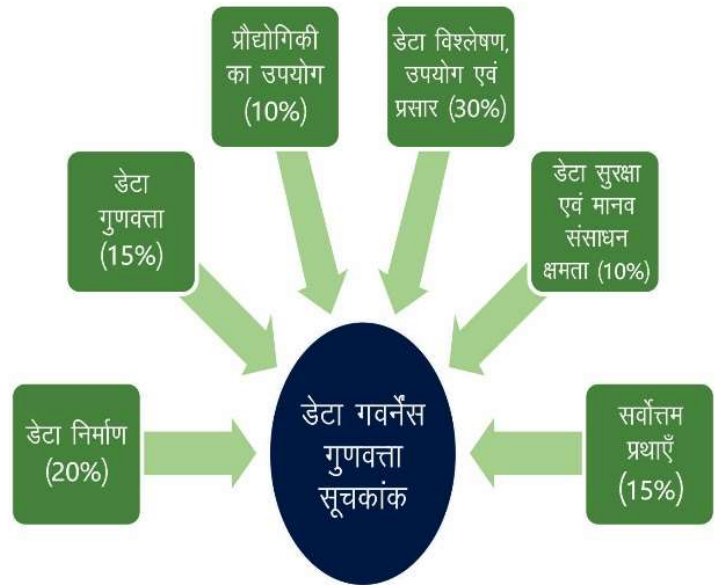 प्रौद्योगिकी
का उपयोग
(10%)
डेटा विश्लेषण,
उपयोग एवं
प्रसार (30%)
डेटा
गुणवत्ता
(15%)
डेटा सुरक्षा
एवं मानव
संसाधन
क्षमता (10%)
डेटा निर्माण
(20%)
डेटा गवर्नेंस
गुणवत्ता
सूचकांक
सर्वोत्तम
प्रथाएँ
(15%)